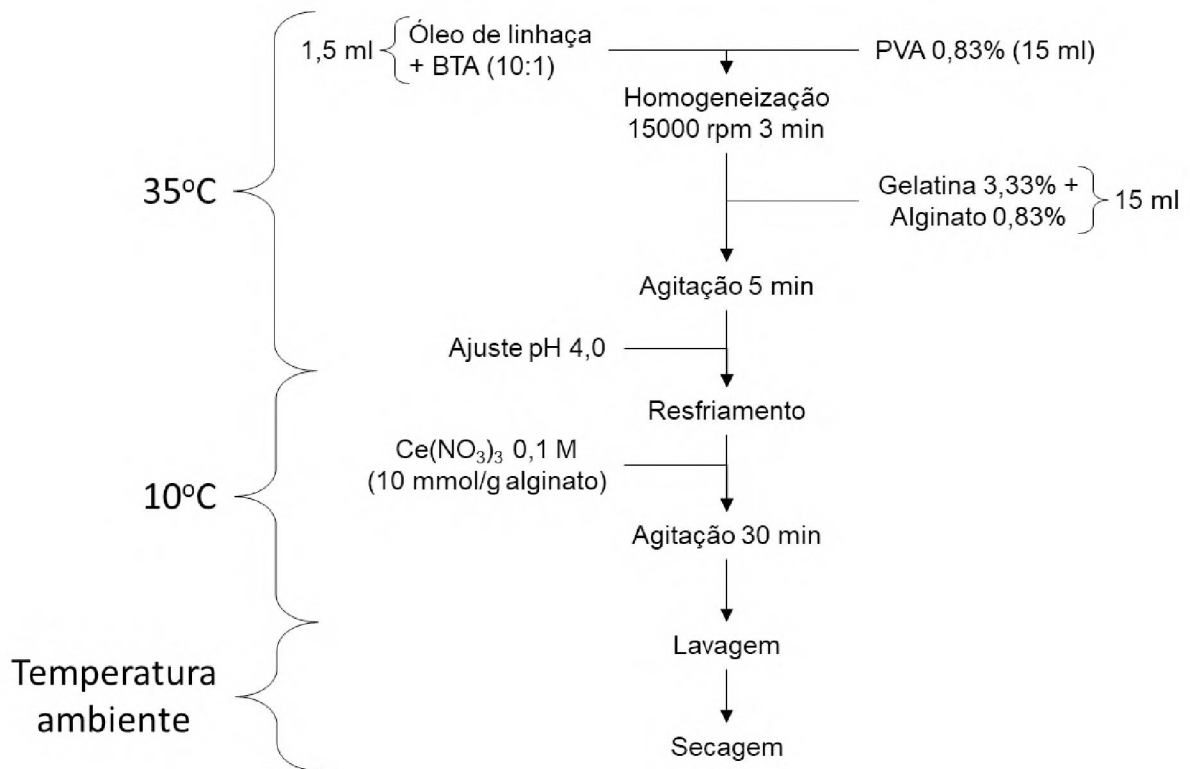 1,5 ml
Óleo de linhaça
+ BTA (10:1)
PVA 0,83% (15 ml)
Homogeneização
15000 rpm 3 min
35ºC
Gelatina 3,33% +
Alginato 0,83%
15 ml
Agitação 5 min
Ajuste pH 4,0
Resfriamento
Ce(NO₃)₃ 0,1 M
(10 mmol/g alginato)
10ºC
Agitação 30 min
Lavagem
Temperatura
ambiente
Secagem